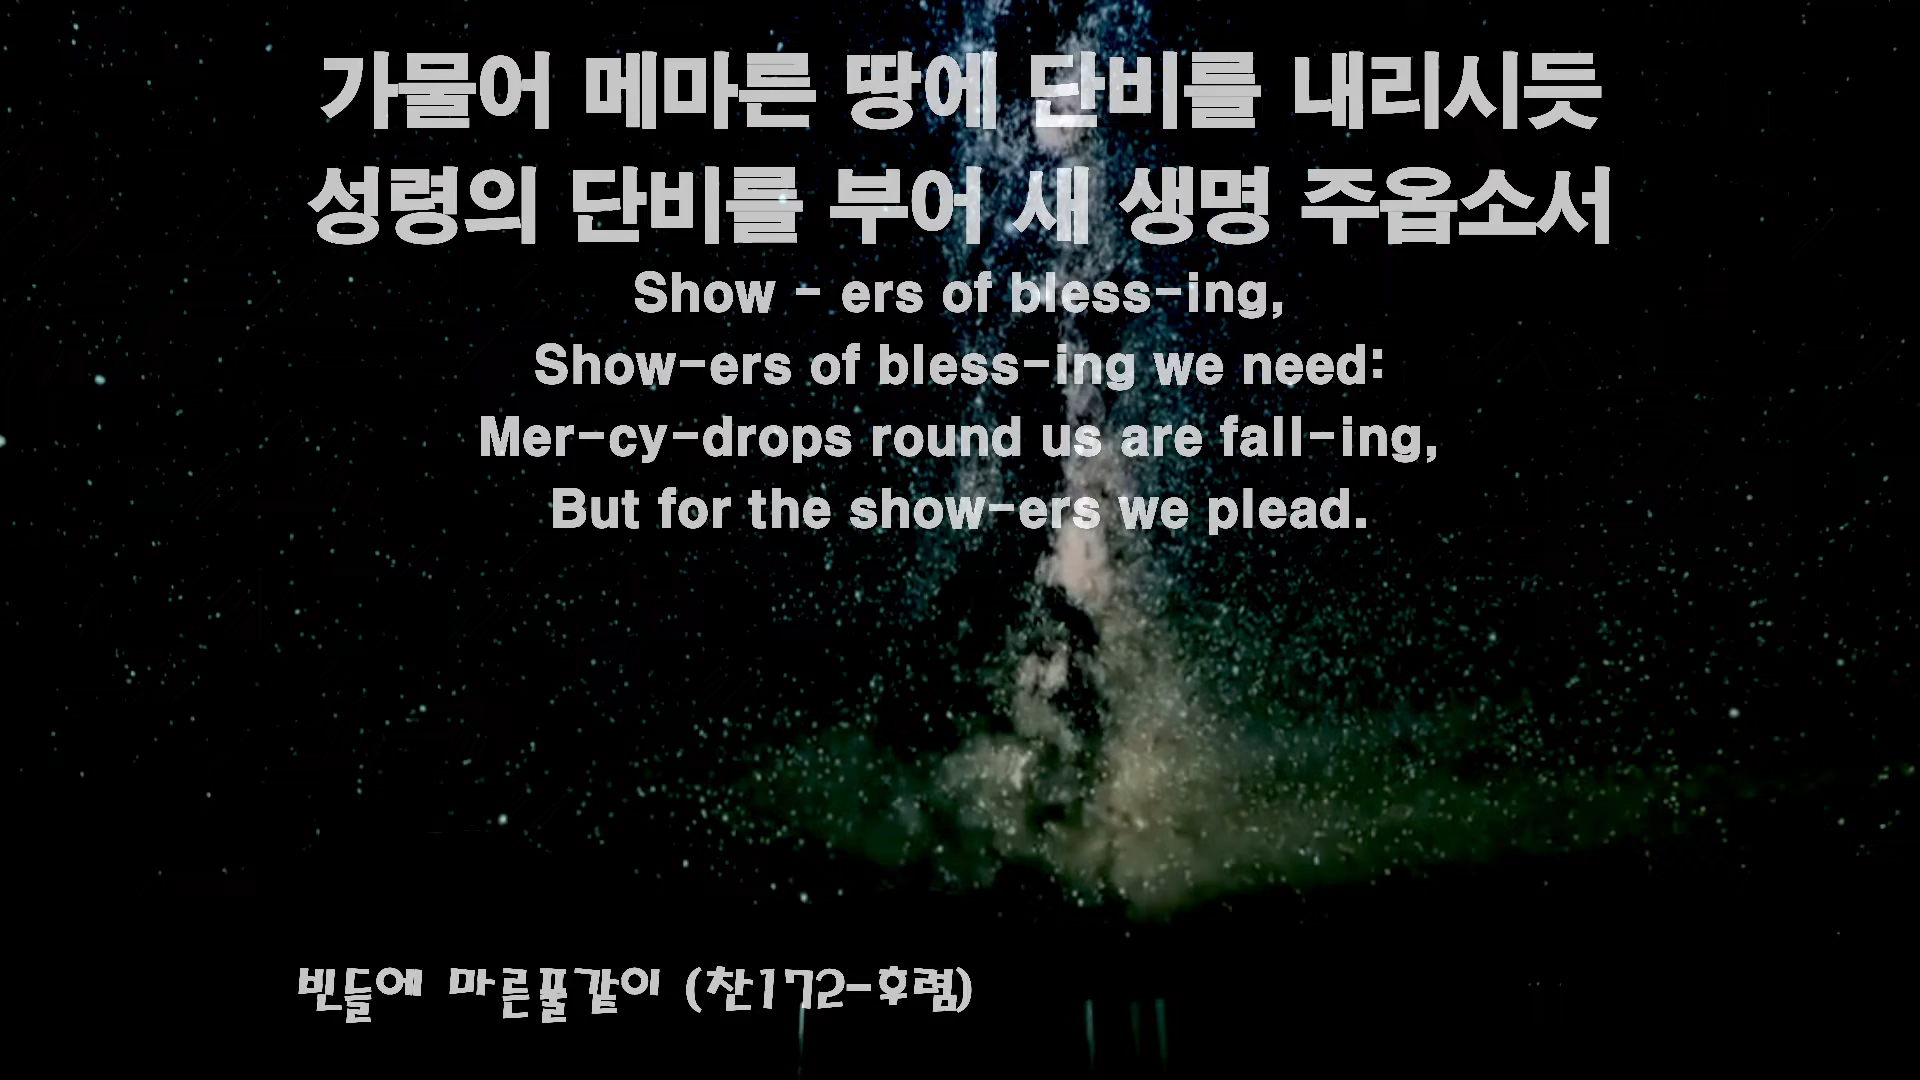 가물어 메마른 땅에 단비를 내리시듯
성령의 단비를 부어 새 생명 주옵소서
Show - ers of bless-ing,
Show-ers of bless-ing we need:
Mer-cy-drops round us are fall-ing,
But for the show-ers we plead.
빈들에 마른풀같이 (찬172-후렴)